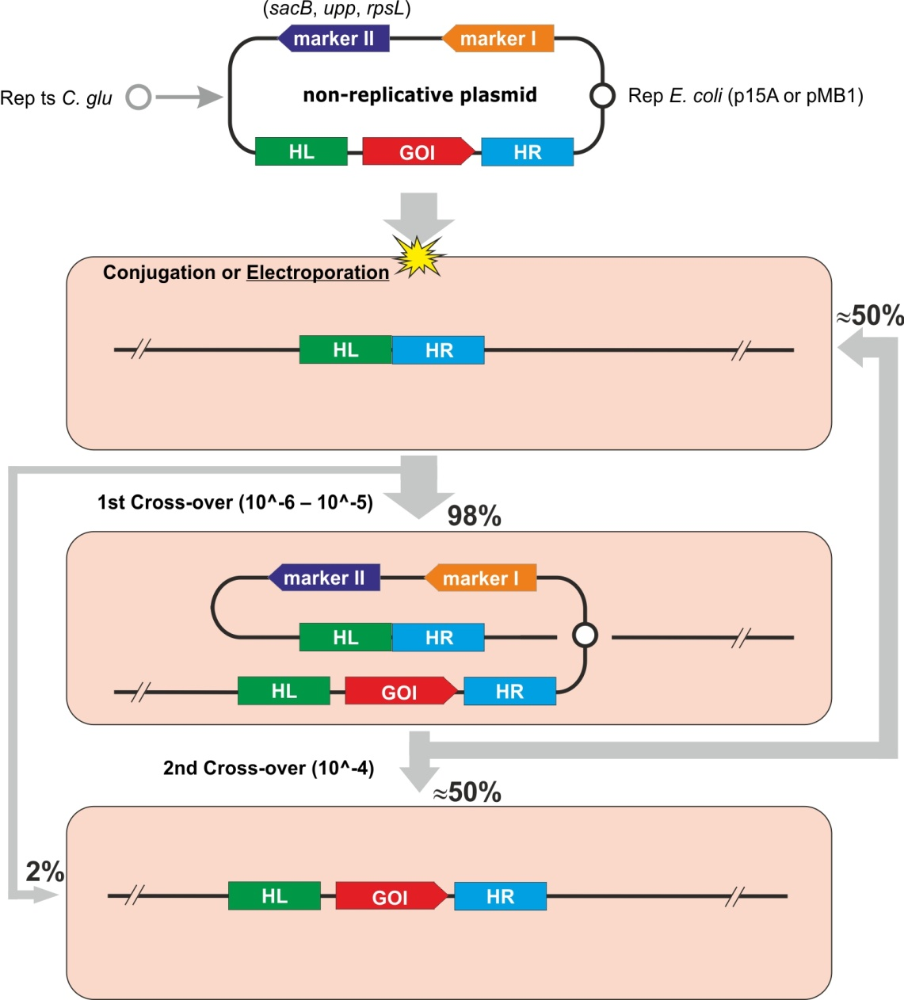 (sacB, upp, rpsL)
marker II
marker I
Rep ts C. glu
non-replicative plasmid
Rep E. coli (p15A or pMB1)
HL
GOI
HR
Conjugation or Electroporation
≈50%
HL
HR
1st Cross-over (10^-6 – 10^-5)
98%
marker II
marker I
HL
HR
HL
GOI
HR
2nd Cross-over (10^-4)
≈50%
2%
HL
GOI
HR